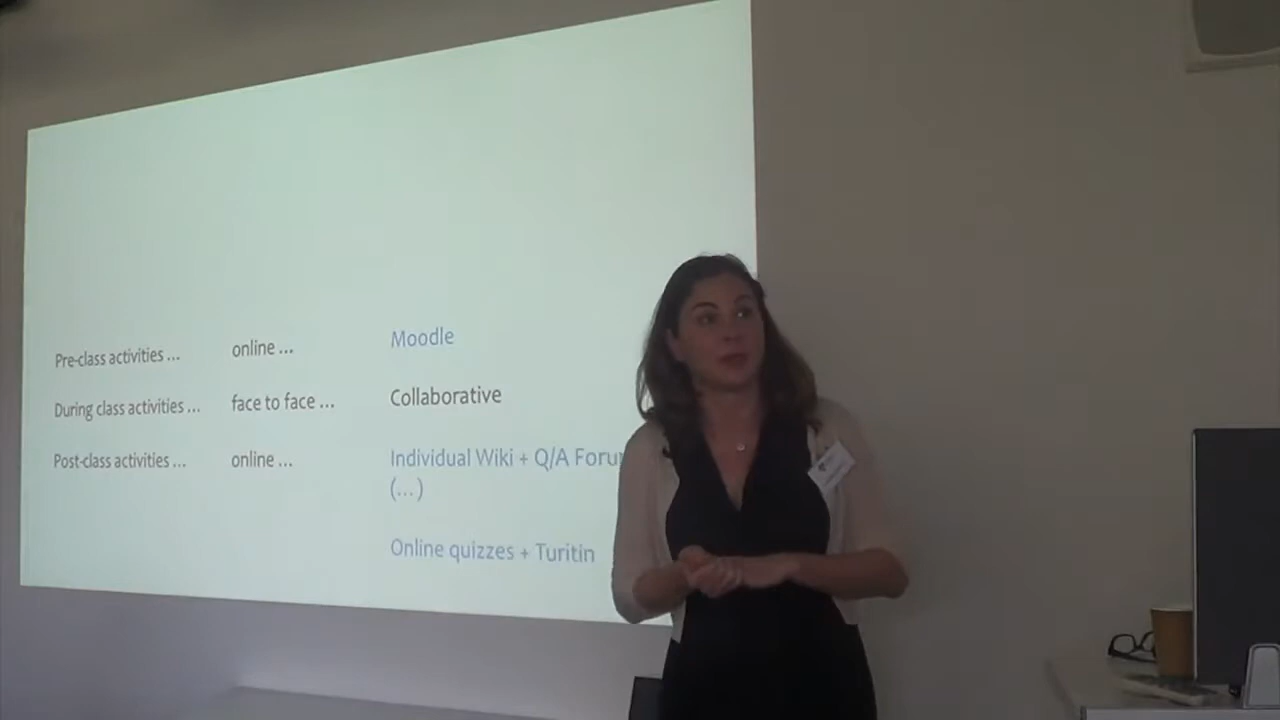 Pre-class activities ... online ... Moodle
During class activities ... face to face ... Collaborative
Post-class activities ... online ... Individual Wiki + Q/A Foru
(...)
Online quizzes + Turitin